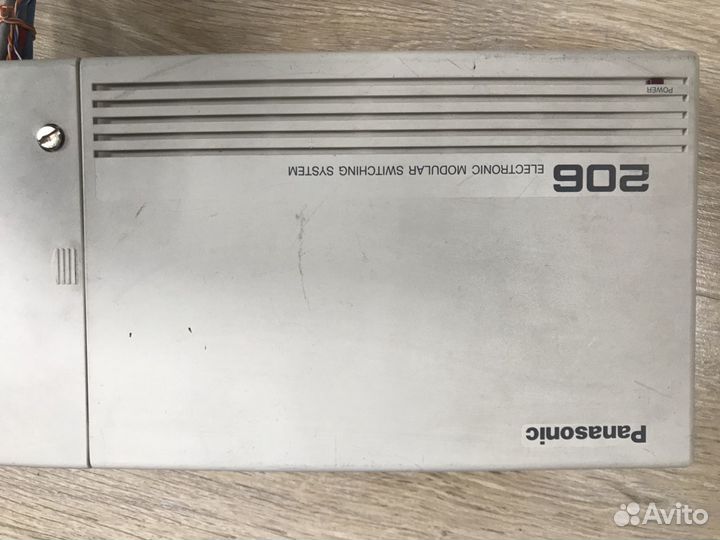 Panasonic
206 ELECTRONIC MODULAR SWITCHING SYSTEM
POWER
Avito